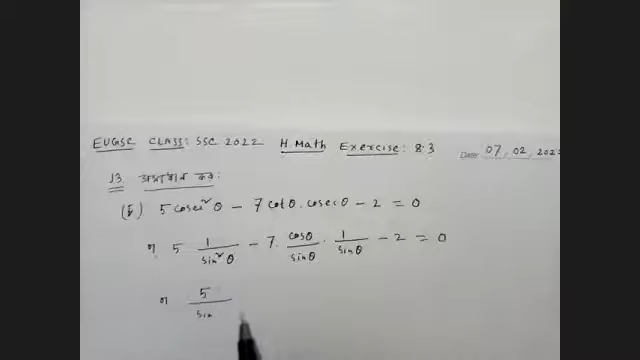 EUGSC CLASS: SSC 2022 H.Math Exercise: 8.3 Date: 07, 02, 202
13 সমাধান কর:
5 cosec²θ - 7 cotθ . cosecθ - 2 = 0
বা, 5 1/sin²θ - 7. cosθ/sinθ . 1/sinθ - 2 = 0
বা 5/sin